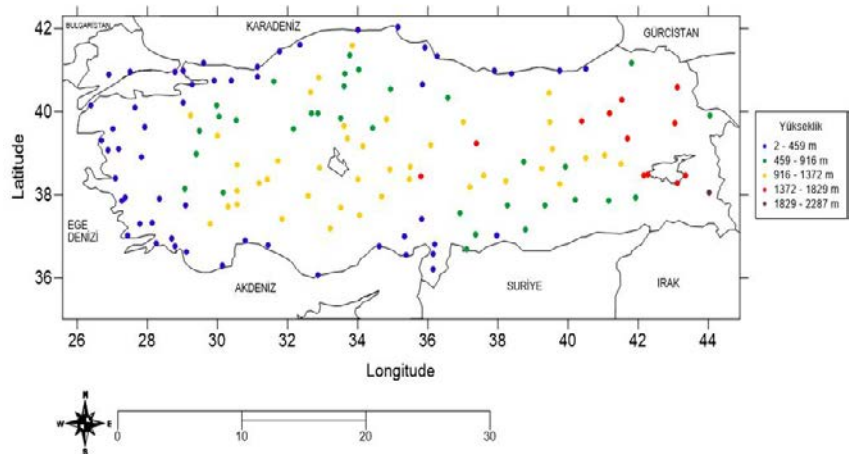 BULGARİSTAN
KARADENİZ
GÜRCİSTAN
42
40
38
36
Latitude
EGE
DENİZİ
AKDENİZ
SURİYE
IRAK
26 28 30 32 34 36 38 40 42 44
Longitude
Yükseklik
2 - 459 m
459 - 916 m
916 - 1372 m
1372 - 1829 m
1829 - 2287 m
N
W E
S
0 10 20 30